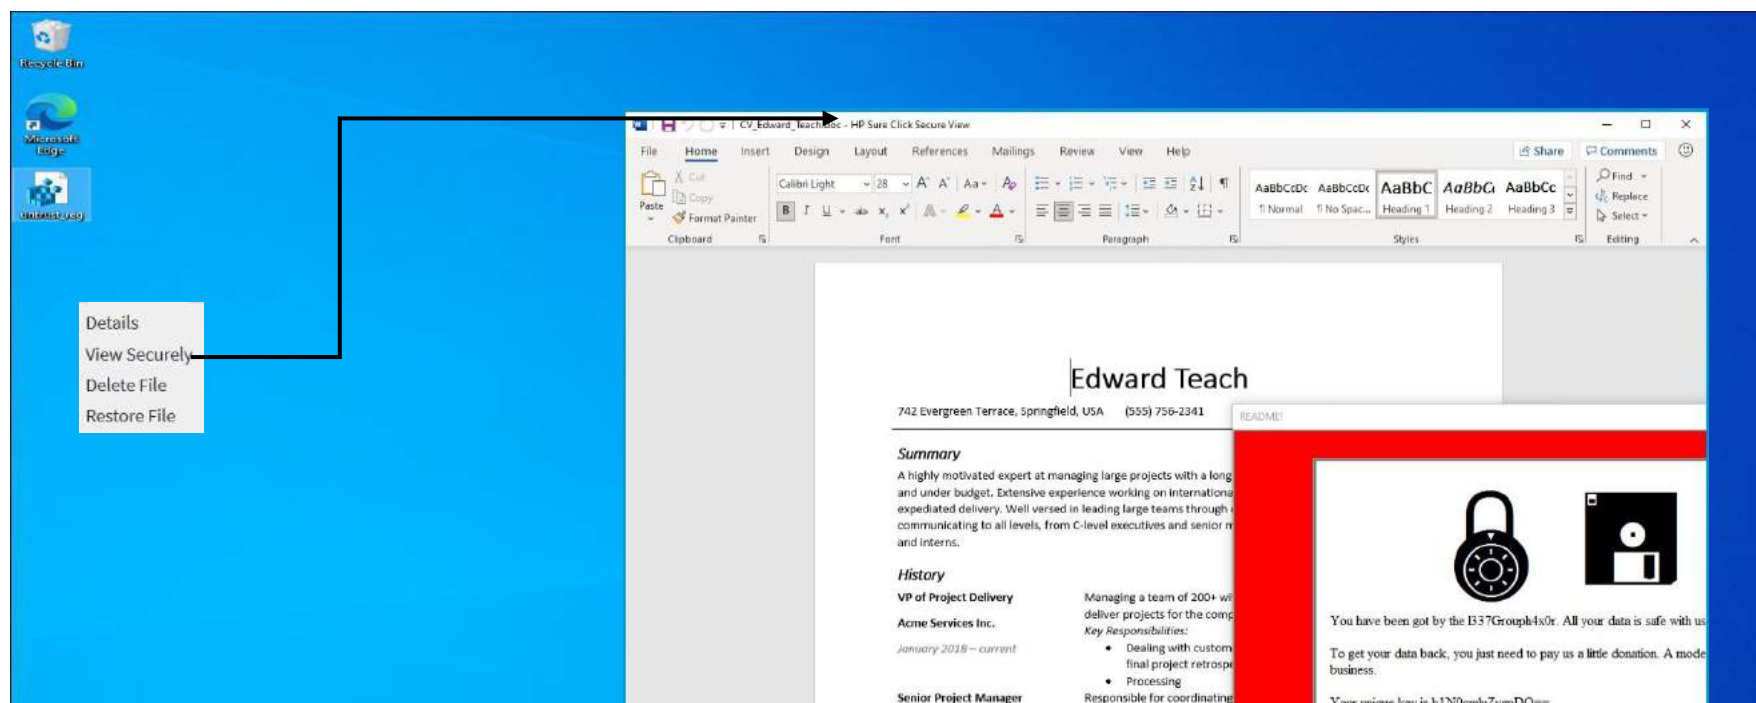 Recycle Bin
Microsoft
Edge
Details
View Securely
Delete File
Restore File
CV_Edward_Teach.doc - HP Sure Click Secure View
File Home Insert Design Layout References Mailings Review View Help Share Comments
Cut
Copy
Paste
Format Painter
Calibri Light 28
AaBbCcDc AaBbCcDc AaBbC AaBbCc AaBbCc
¶ Normal ¶ No Spac... Heading 1 Heading 2 Heading 3
Find
Replace
Select
Clipboard Font Paragraph Styles Editing
Edward Teach
742 Evergreen Terrace, Springfield, USA (555) 756-2341
Summary
A highly motivated expert at managing large projects with a long
and under budget. Extensive experience working on internationa
expediated delivery. Well versed in leading large teams through
communicating to all levels, from C-level executives and senior
and interns.
History
VP of Project Delivery
Acme Services Inc.
January 2018 – current
Managing a team of 200+ wi
deliver projects for the comp
Key Responsibilities:
• Dealing with custom
final project retrospe
• Processing
Senior Project Manager
Responsible for coordinating
README!
You have been got by the l337Grouph4x0r. All your data is safe with us
To get your data back, you just need to pay us a little donation. A mode
business.
Your unique key is